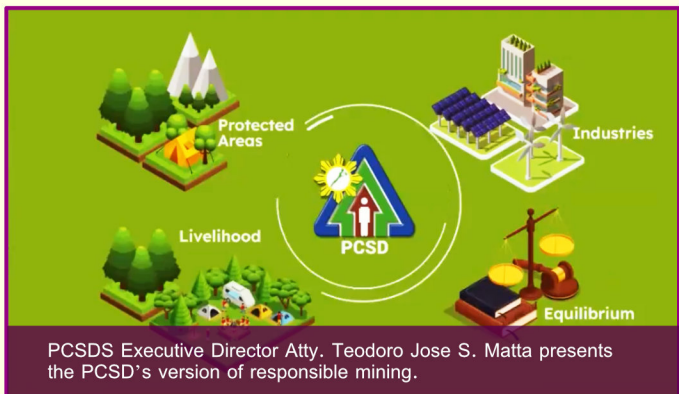 Protected
Areas
Industries
PCSD
Livelihood
Equilibrium
PCSDS Executive Director Atty. Teodoro Jose S. Matta presents
the PCSD’s version of responsible mining.